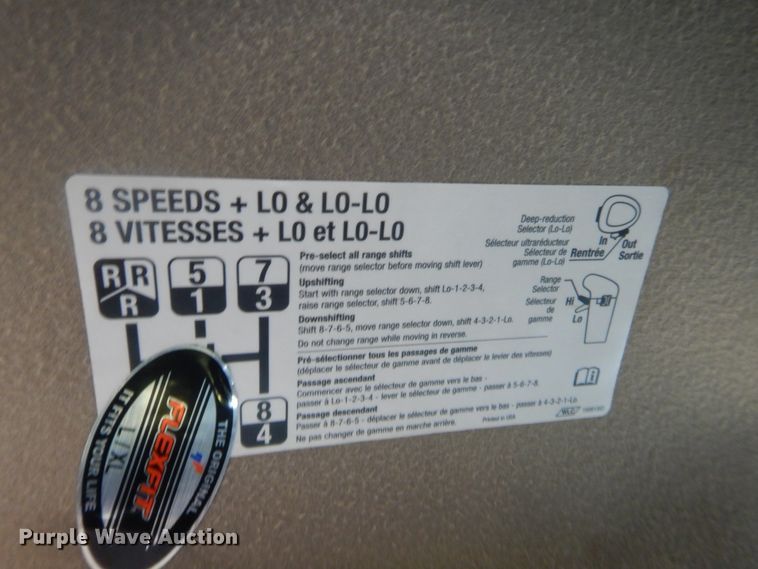 8 SPEEDS + LO & LO-LO
8 VITESSES + LO et LO-LO
Deep-reduction
Selector (Lo-Lo)
Sélecteur ultraréducteur
Sélecteur de
gamme (Lo-Lo)
In
Rentrée
Out
Sortie
R R
R
5
1
7
3
8
4
Pre-select all range shifts
(move range selector before moving shift lever)
Upshifting
Start with range selector down, shift Lo-1-2-3-4,
raise range selector, shift 5-6-7-8.
Downshifting
Shift 8-7-6-5, move range selector down, shift 4-3-2-1-Lo.
Do not change range while moving in reverse.
Range
Selector
Sélecteur
de
gamme
Hi
Lo
Pré-sélectionner tous les passages de gamme
(déplacer le sélecteur de gamme avant de déplacer le levier des vitesses)
Passage ascendant
Commencer avec le sélecteur de gamme vers le bas -
passer à Lo-1-2-3-4 - lever le sélecteur - passer à 5-6-7-8.
Passage descendant
Passer à 8-7-6-5 - déplacer le sélecteur de gamme vers le bas - passer à 4-3-2-1-Lo.
Ne pas changer de gamme en marche arrière.
Printed in USA
THE ORIGINAL
FLEXFIT
L/XL
IT FITS YOUR LIFE
Purple Wave Auction